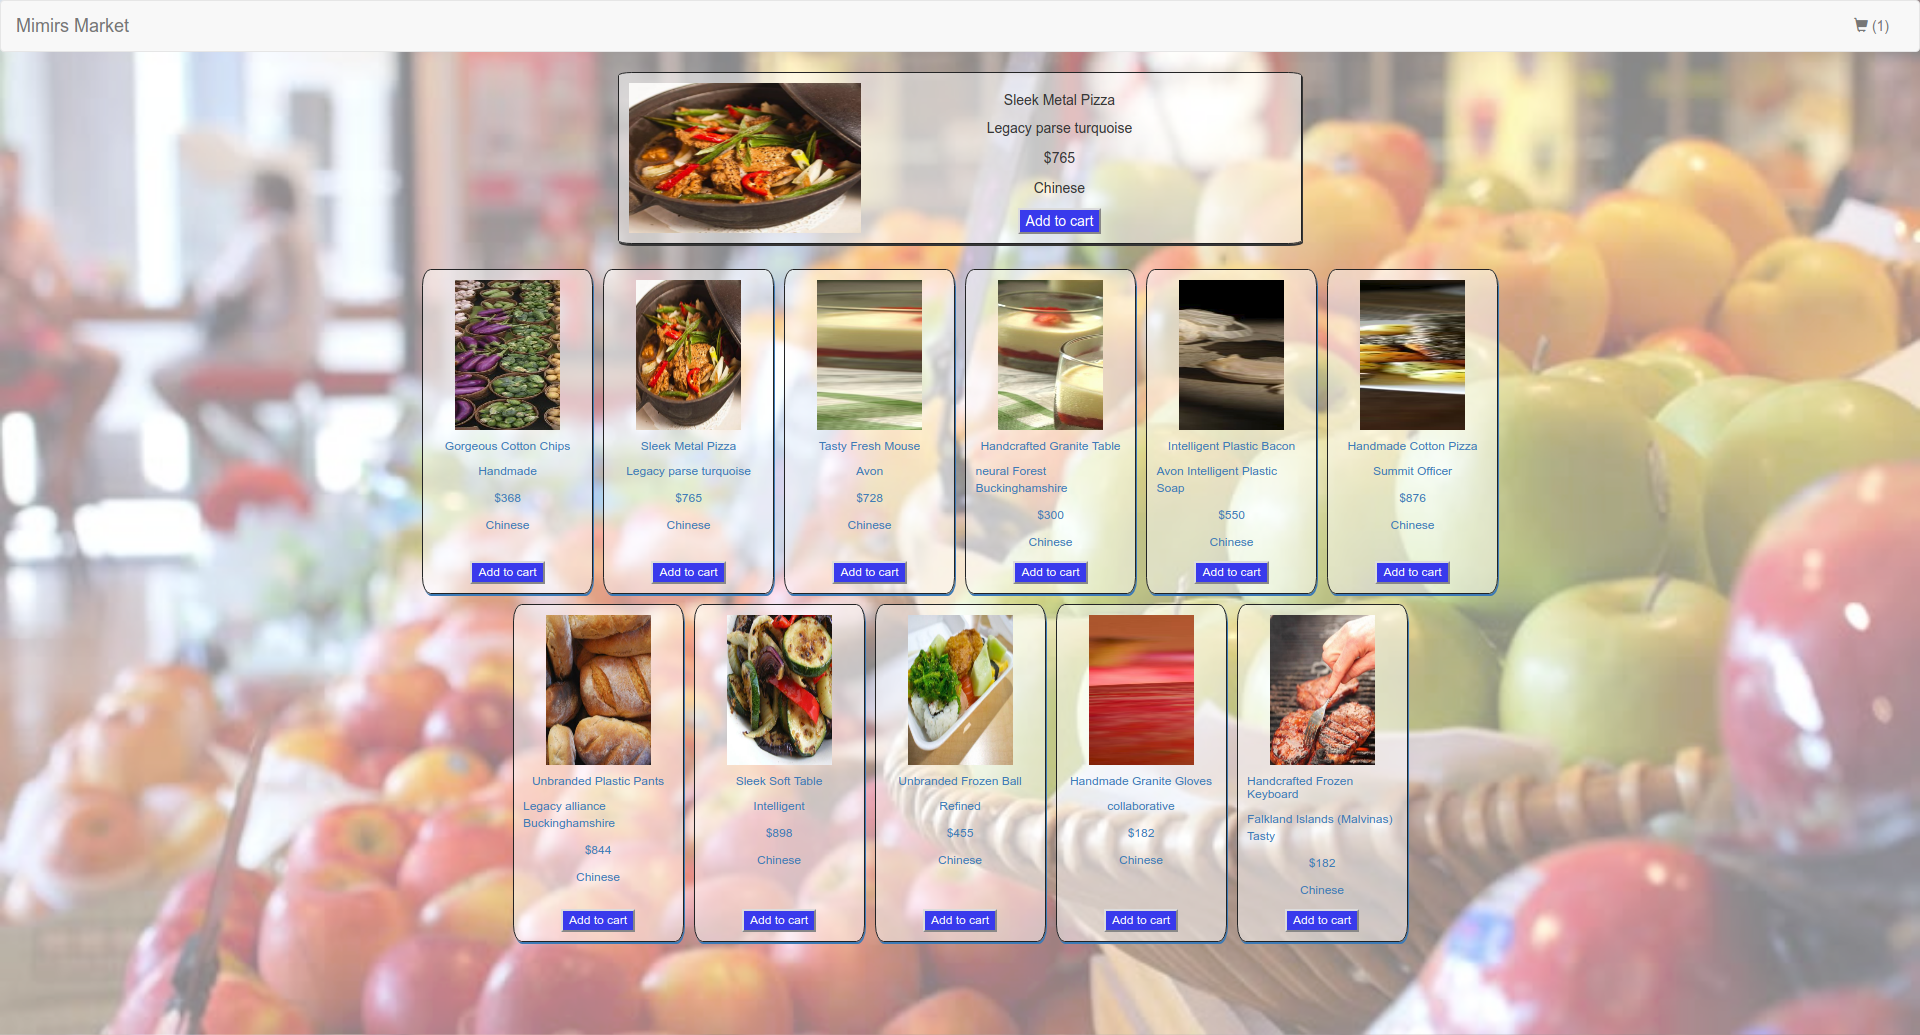 Mimirs Market
(1)
Sleek Metal Pizza
Legacy parse turquoise
$765
Chinese
Add to cart
Gorgeous Cotton Chips
Handmade
$368
Chinese
Add to cart
Sleek Metal Pizza
Legacy parse turquoise
$765
Chinese
Add to cart
Tasty Fresh Mouse
Avon
$728
Chinese
Add to cart
Handcrafted Granite Table
neural Forest
Buckinghamshire
$300
Chinese
Add to cart
Intelligent Plastic Bacon
Avon Intelligent Plastic
Soap
$550
Chinese
Add to cart
Handmade Cotton Pizza
Summit Officer
$876
Chinese
Add to cart
Unbranded Plastic Pants
Legacy alliance
Buckinghamshire
$844
Chinese
Add to cart
Sleek Soft Table
Intelligent
$898
Chinese
Add to cart
Unbranded Frozen Ball
Refined
$455
Chinese
Add to cart
Handmade Granite Gloves
collaborative
$182
Chinese
Add to cart
Handcrafted Frozen
Keyboard
Falkland Islands (Malvinas)
Tasty
$182
Chinese
Add to cart